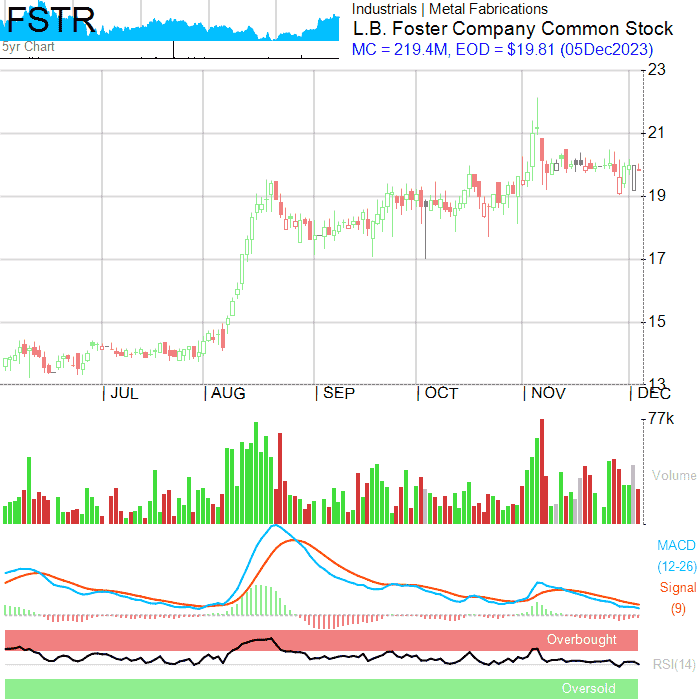 FSTR
5yr Chart
Industrials | Metal Fabrications
L.B. Foster Company Common Stock
MC = 219.4M, EOD = $19.81 (05Dec2023)
23
21
19
17
15
13
JUL AUG SEP OCT NOV DEC
77k
Volume
MACD
(12-26)
Signal
(9)
Overbought
RSI(14)
Oversold